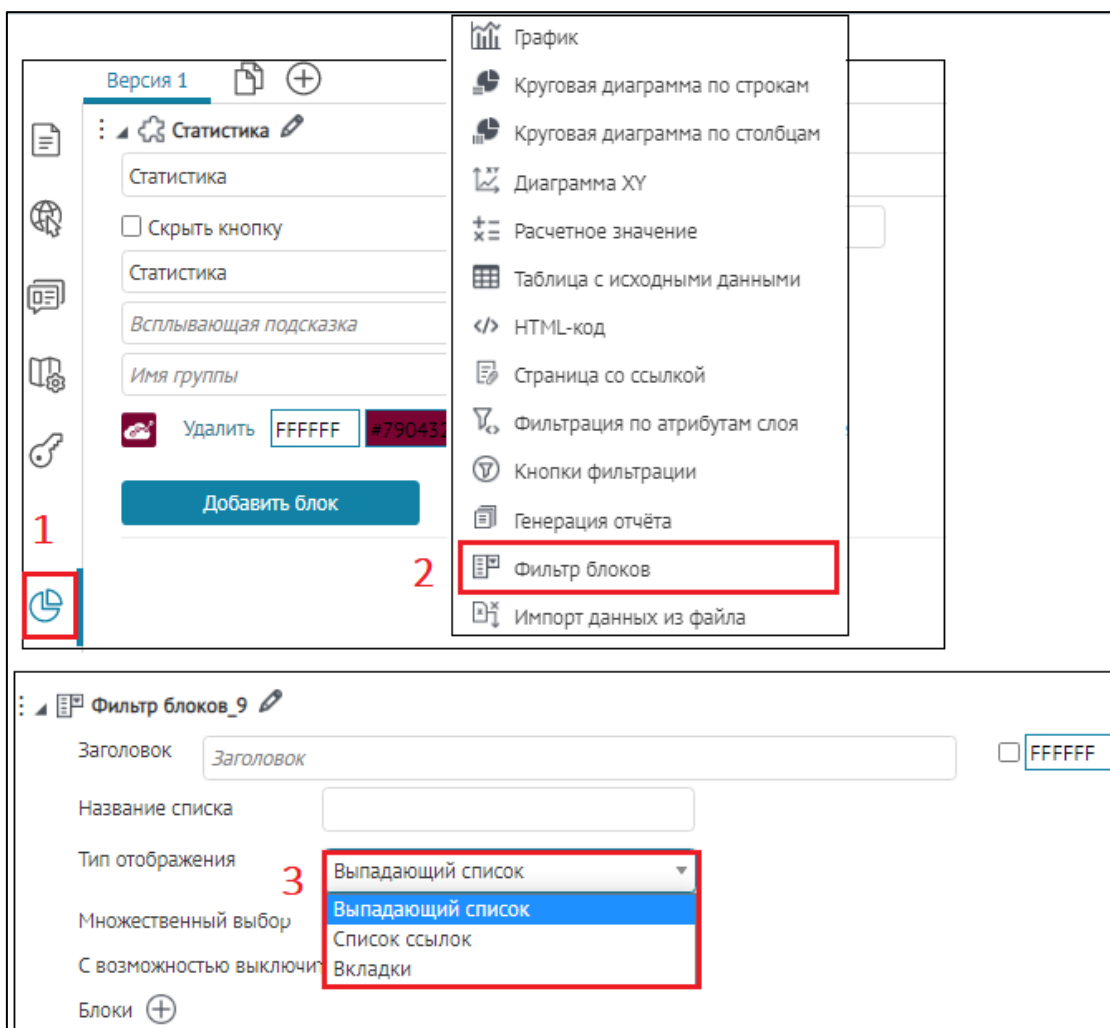 График
Версия 1
Круговая диаграмма по строкам
Статистика
Круговая диаграмма по столбцам
Статистика
Диаграмма XY
Скрыть кнопку
Расчетное значение
Статистика
Таблица с исходными данными
Всплывающая подсказка
HTML-код
Имя группы
Страница со ссылкой
Удалить FFFFFF #790432
Фильтрация по атрибутам слоя
Кнопки фильтрации
Добавить блок
Генерация отчёта
1
2
Фильтр блоков
Импорт данных из файла
Фильтр блоков_9
Заголовок Заголовок FFFFFF
Название списка
Тип отображения
3
Выпадающий список
Множественный выбор
Выпадающий список
Список ссылок
С возможностью выключит
Вкладки
Блоки